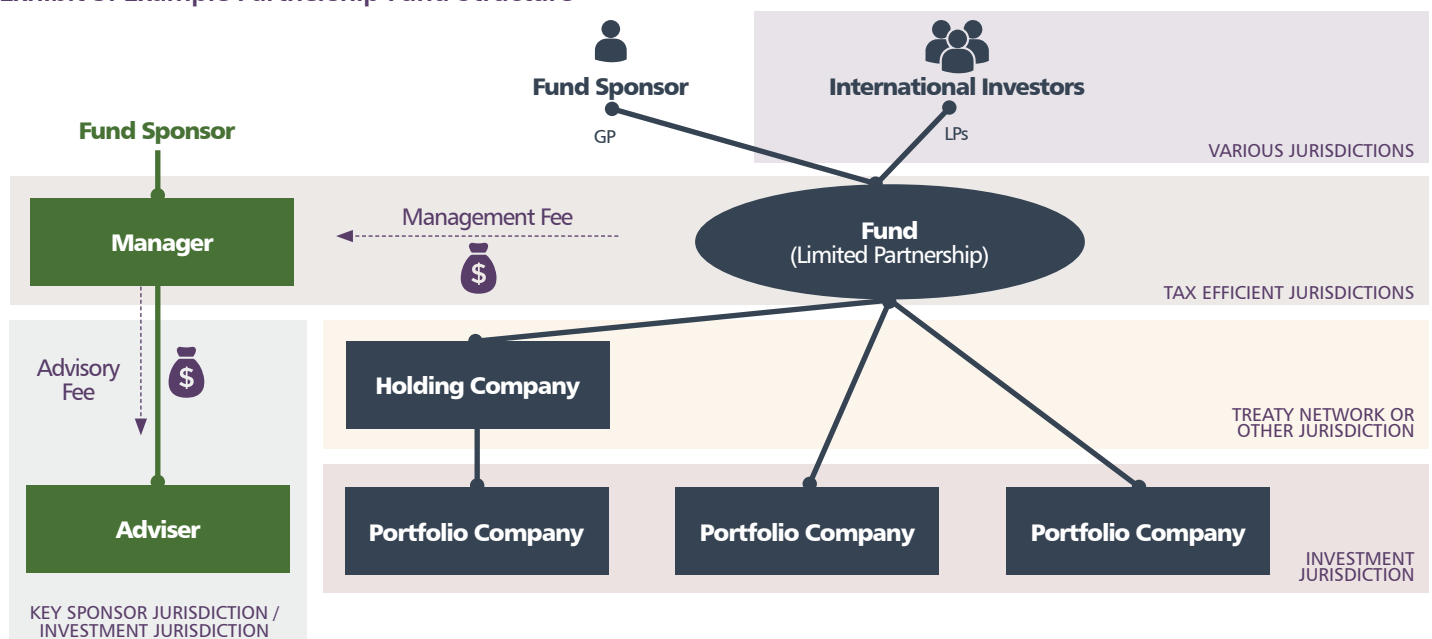 Fund Sponsor
International Investors
GP
LPs
VARIOUS JURISDICTIONS
Fund Sponsor
Manager
Management Fee
$
Fund
(Limited Partnership)
TAX EFFICIENT JURISDICTIONS
Advisory
Fee
$
Holding Company
TREATY NETWORK OR
OTHER JURISDICTION
Adviser
Portfolio Company
Portfolio Company
Portfolio Company
INVESTMENT
JURISDICTION
KEY SPONSOR JURISDICTION /
INVESTMENT JURISDICTION